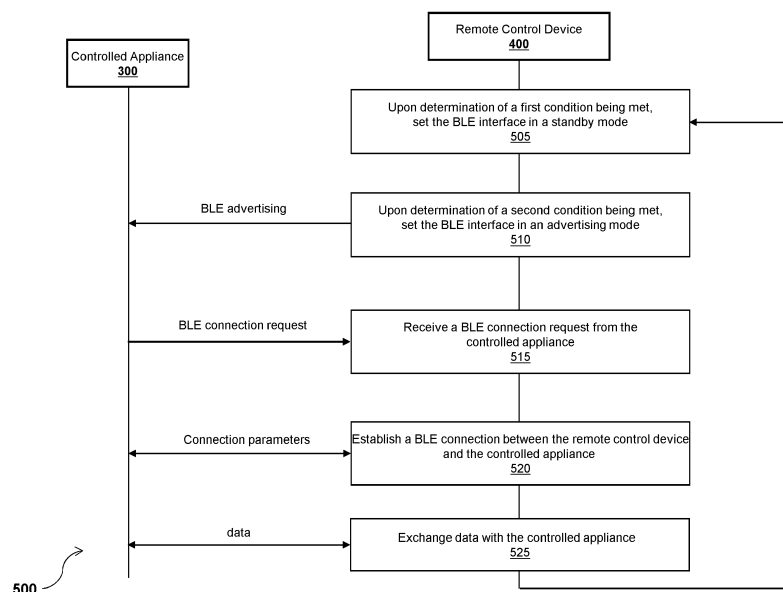 Controlled Appliance
300
Remote Control Device
400
Upon determination of a first condition being met,
set the BLE interface in a standby mode
505
BLE advertising
Upon determination of a second condition being met,
set the BLE interface in an advertising mode
510
BLE connection request
Receive a BLE connection request from the
controlled appliance
515
Connection parameters
Establish a BLE connection between the remote control device
and the controlled appliance
520
data
Exchange data with the controlled appliance
525
500